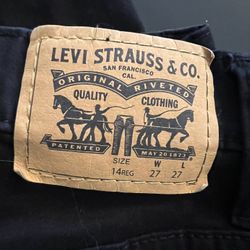 LEVI STRAUSS & CO.
SAN FRANCISCO
CAL.
ORIGINAL RIVETED
QUALITY CLOTHING
PATENTED MAY 20 1873
SIZE W L
14REG 27 27